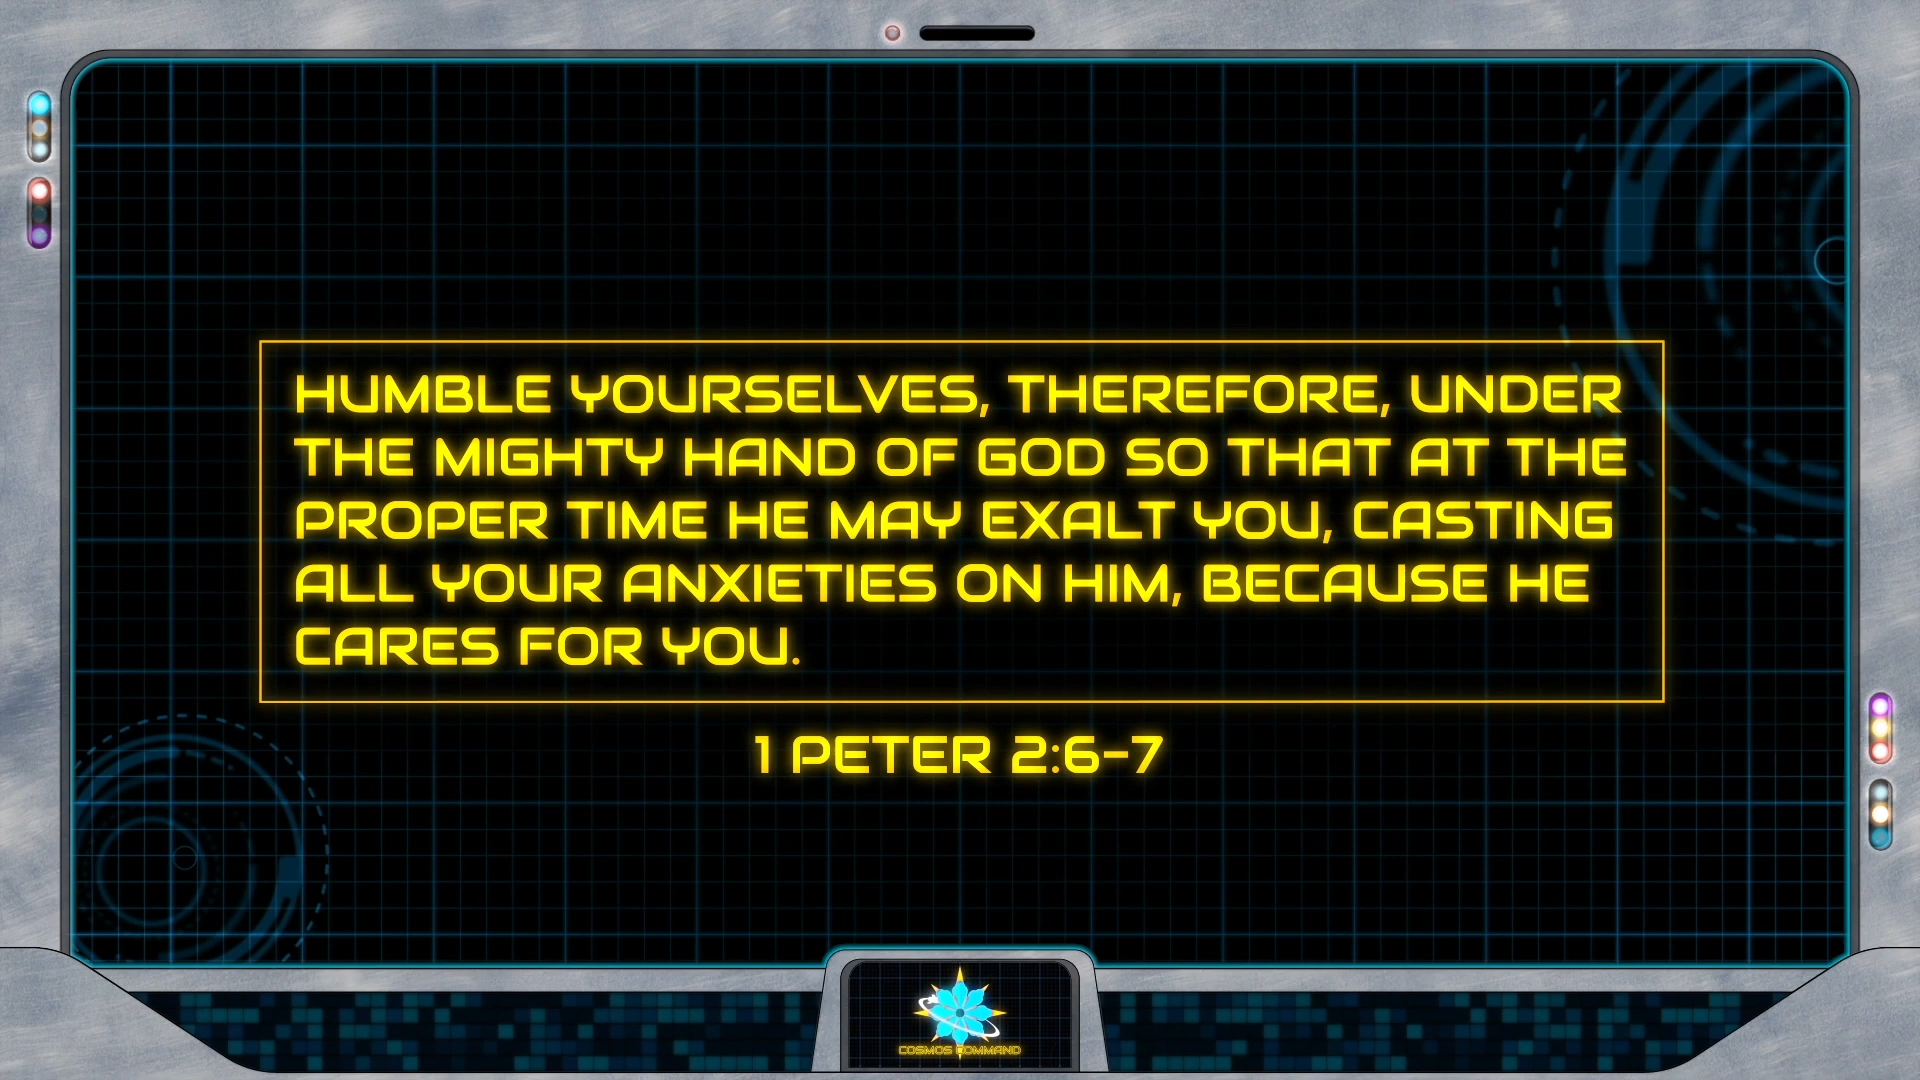 HUMBLE YOURSELVES, THEREFORE, UNDER
THE MIGHTY HAND OF GOD SO THAT AT THE
PROPER TIME HE MAY EXALT YOU, CASTING
ALL YOUR ANXIETIES ON HIM, BECAUSE HE
CARES FOR YOU.
1 PETER 2:6-7
COSMOS COMMAND